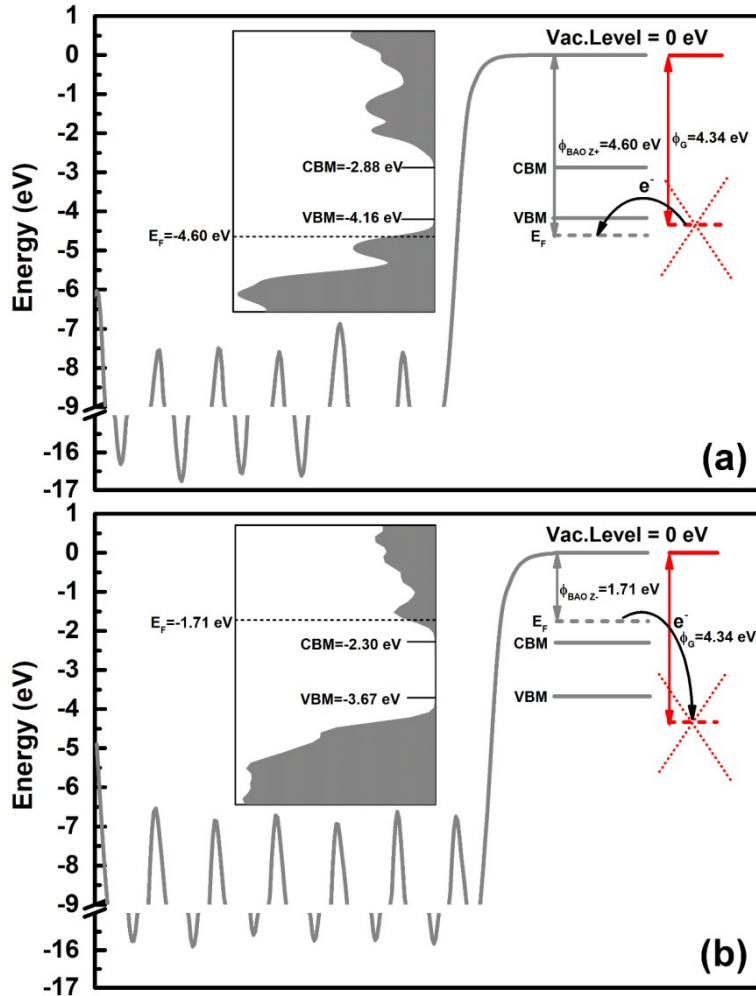 1
0
-1
-2
-3
-4
-5
-6
-7
-8
-9
-16
-17
Energy (eV)
CBM=-2.88 eV
VBM=-4.16 eV
E_F=-4.60 eV
Vac.Level = 0 eV
ϕ_BAO Z+=4.60 eV
ϕ_G=4.34 eV
CBM
e⁻
VBM
E_F
(a)
1
0
-1
-2
-3
-4
-5
-6
-7
-8
-9
-16
-17
Energy (eV)
E_F=-1.71 eV
CBM=-2.30 eV
VBM=-3.67 eV
Vac.Level = 0 eV
ϕ_BAO Z-=1.71 eV
E_F
e⁻
ϕ_G=4.34 eV
CBM
VBM
(b)